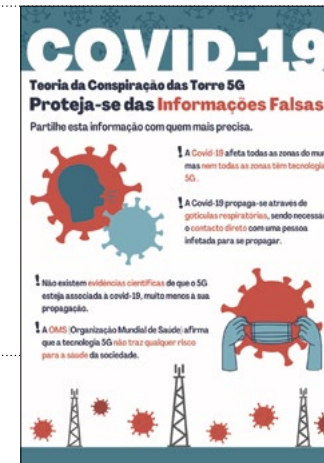 COVID-19
Teoria da Conspiração das Torre 5G
Proteja-se das Informações Falsas
Partilhe esta informação com quem mais precisa.
! A Covid-19 afeta todas as zonas do
mas nem todas as zonas têm tecnologia
5G.
! A Covid-19 propaga-se através de
gotículas respiratórias, sendo
o contacto direto com uma pessoa
infetada para se propagar.
! Não existem evidências científicas de que o 5G
esteja associada a covid-19, muito menos a sua
propagação.
! A OMS (Organização Mundial de Saúde) afirma
que a tecnologia 5G não traz qualquer risco
para a saúde da sociedade.